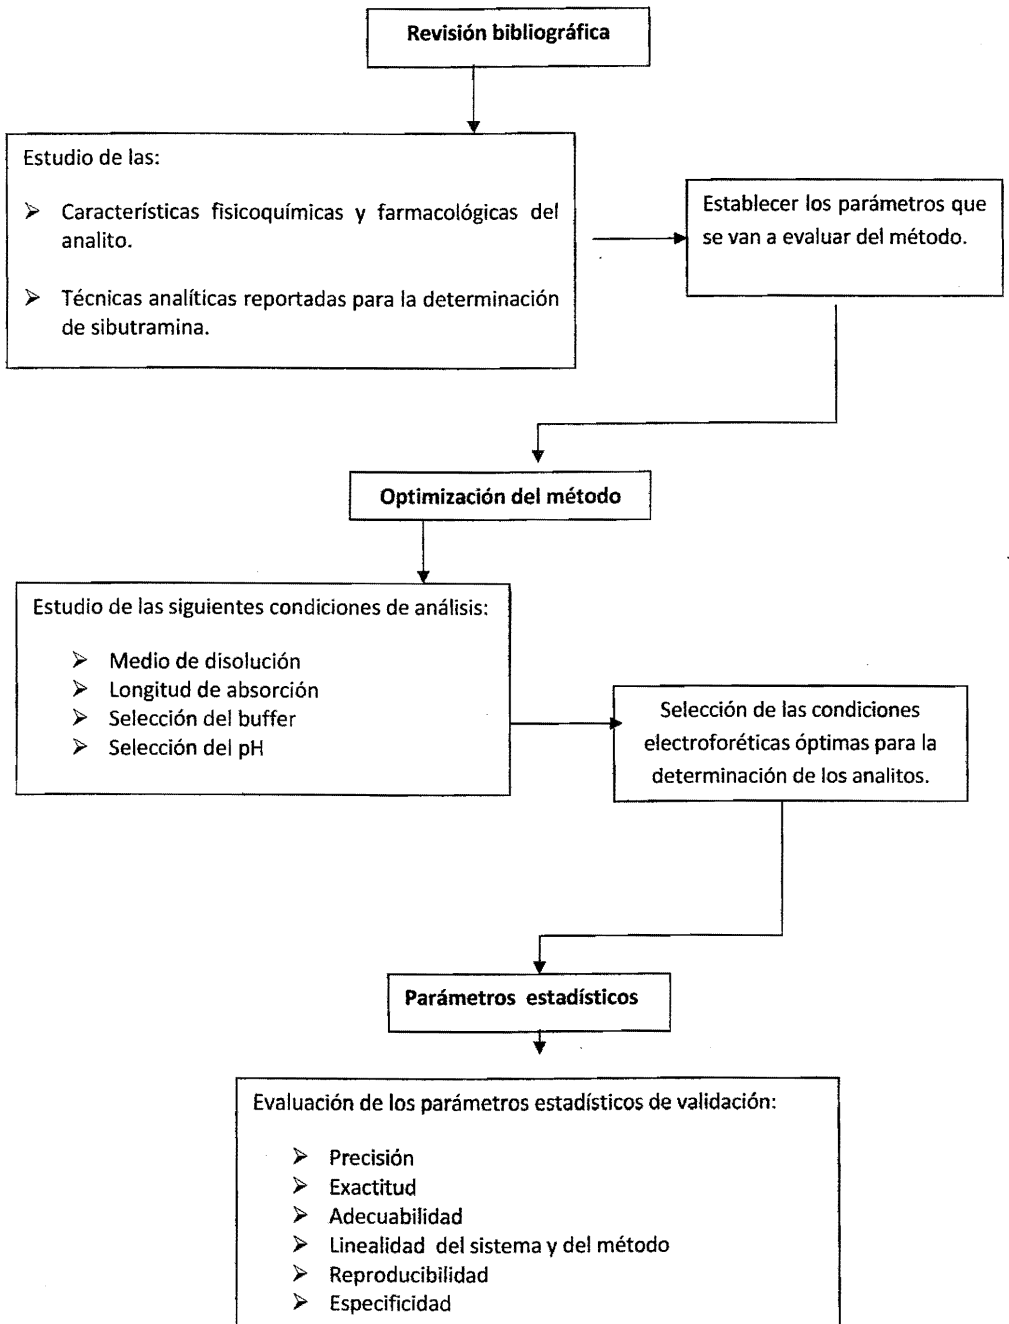 Revisión bibliográfica
Estudio de las:
➢ Características fisicoquímicas y farmacológicas del
analito.
➢ Técnicas analíticas reportadas para la determinación
de sibutramina.
Establecer los parámetros que
se van a evaluar del método.
Optimización del método
Estudio de las siguientes condiciones de análisis:
➢ Medio de disolución
➢ Longitud de absorción
➢ Selección del buffer
➢ Selección del pH
Selección de las condiciones
electroforéticas óptimas para la
determinación de los analitos.
Parámetros estadísticos
Evaluación de los parámetros estadísticos de validación:
➢ Precisión
➢ Exactitud
➢ Adecuabilidad
➢ Linealidad del sistema y del método
➢ Reproducibilidad
➢ Especificidad